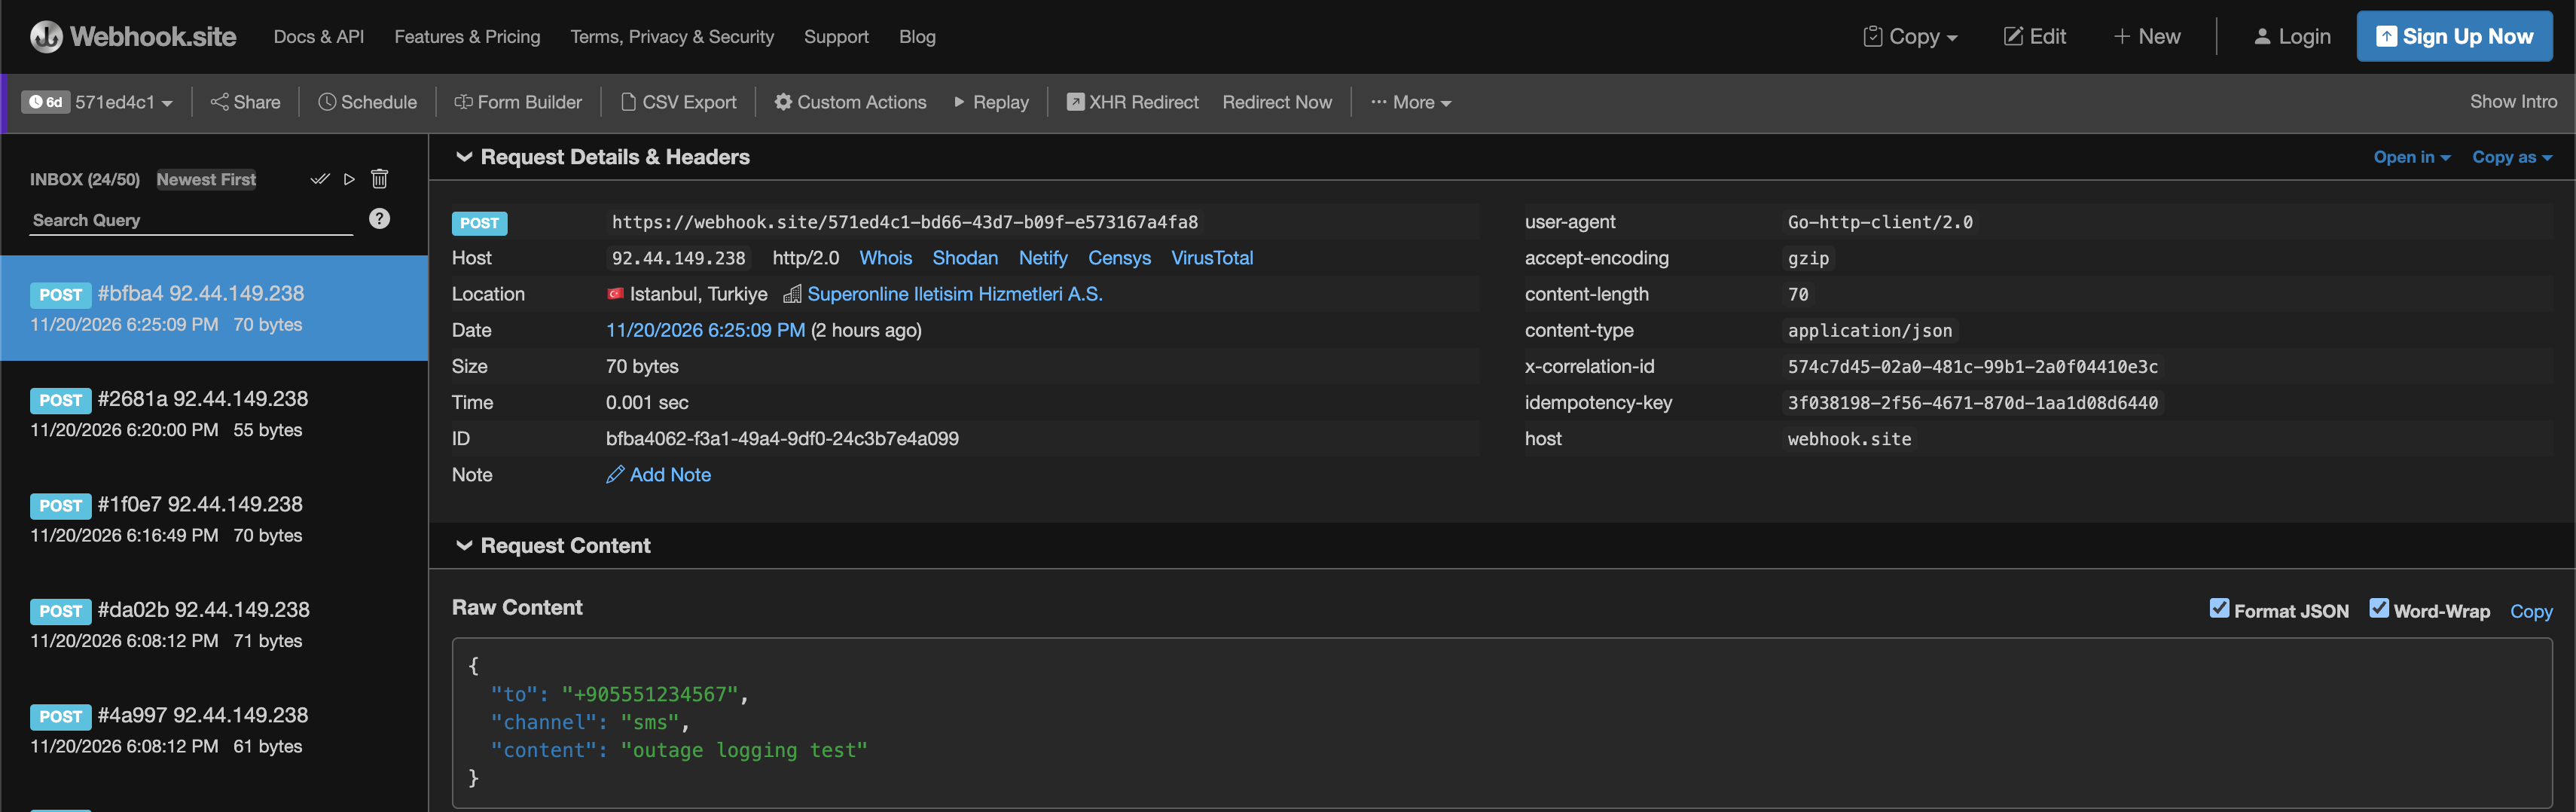 Webhook.site Docs & API Features & Pricing Terms, Privacy & Security Support Blog Copy Edit New Login Sign Up Now
6d 571ed4c1 Share Schedule Form Builder CSV Export Custom Actions Replay XHR Redirect Redirect Now More Show Intro
INBOX (24/50) Newest First
Search Query ?
POST #bfba4 92.44.149.238
11/20/2026 6:25:09 PM 70 bytes
POST #2681a 92.44.149.238
11/20/2026 6:20:00 PM 55 bytes
POST #1f0e7 92.44.149.238
11/20/2026 6:16:49 PM 70 bytes
POST #da02b 92.44.149.238
11/20/2026 6:08:12 PM 71 bytes
POST #4a997 92.44.149.238
11/20/2026 6:08:12 PM 61 bytes
Request Details & Headers Open in Copy as
POST https://webhook.site/571ed4c1-bd66-43d7-b09f-e573167a4fa8
Host 92.44.149.238 http/2.0 Whois Shodan Netify Censys VirusTotal
Location Istanbul, Turkiye Superonline Iletisim Hizmetleri A.S.
Date 11/20/2026 6:25:09 PM (2 hours ago)
Size 70 bytes
Time 0.001 sec
ID bfba4062-f3a1-49a4-9df0-24c3b7e4a099
Note Add Note
user-agent Go-http-client/2.0
accept-encoding gzip
content-length 70
content-type application/json
x-correlation-id 574c7d45-02a0-481c-99b1-2a0f04410e3c
idempotency-key 3f038198-2f56-4671-870d-1aa1d08d6440
host webhook.site
Request Content
Raw Content Format JSON Word-Wrap Copy
{
"to": "+905551234567",
"channel": "sms",
"content": "outage logging test"
}